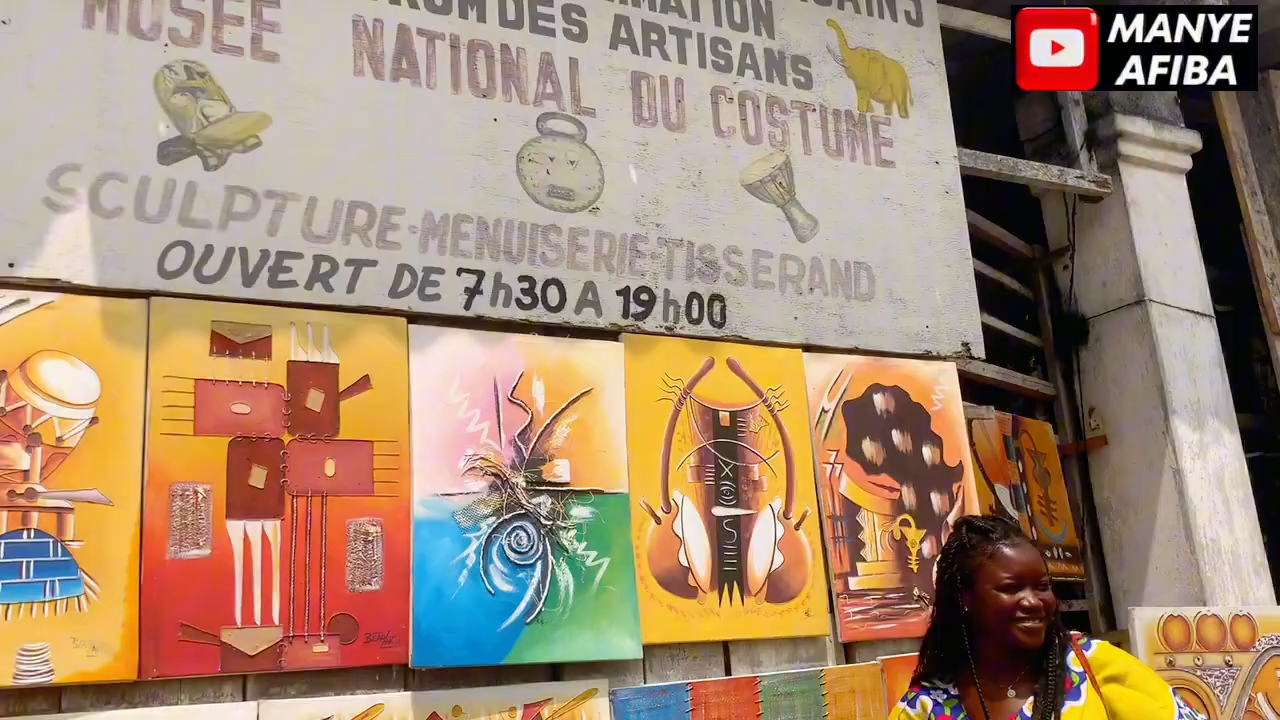 DES ARTISANS
MUSÉE NATIONAL DU COSTUME
SCULPTURE-MENUISERIE-TISSERAND
OUVERT DE 7h30 A 19h00
MANYE
AFIBA